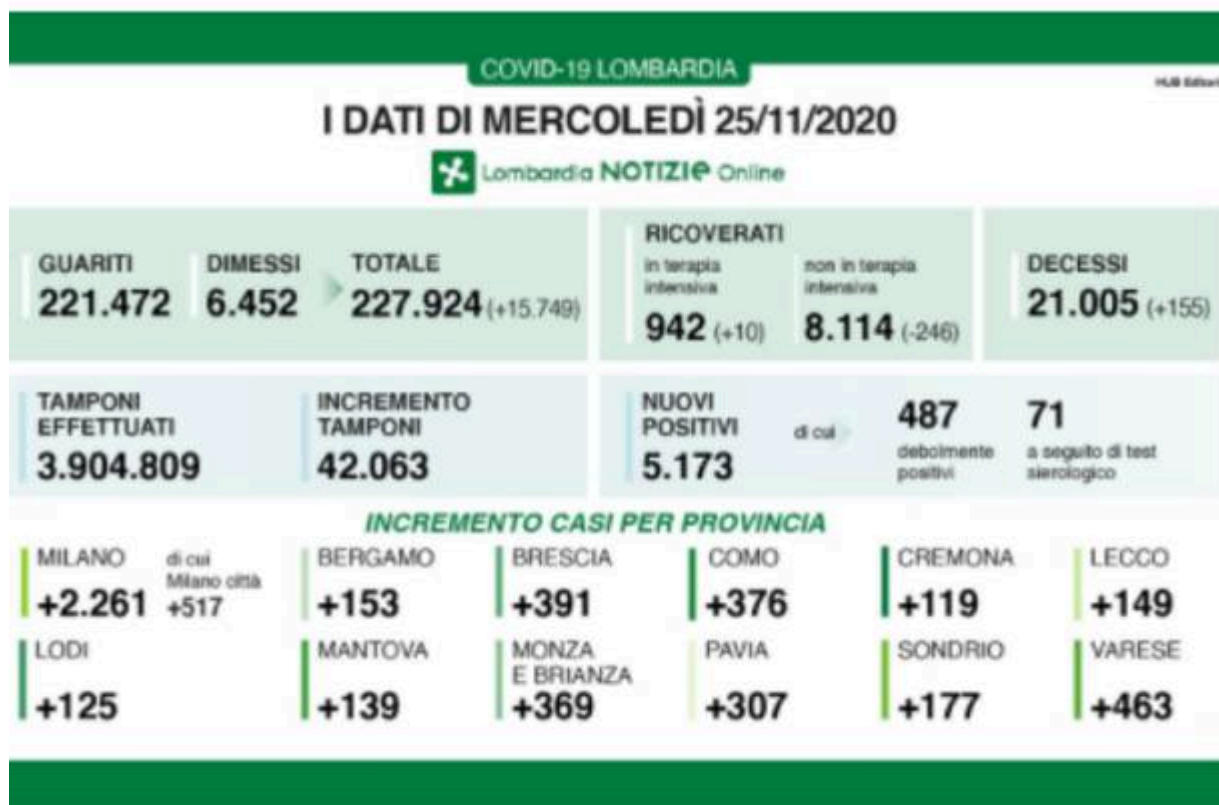 COVID-19 LOMBARDIA
I DATI DI MERCOLEDÌ 25/11/2020
Lombardia NOTIZIE Online
GUARITI
221.472
DIMESSI
6.452
TOTALE
227.924 (+15.749)
RICOVERATI
in terapia
intensiva
942 (+10)
non in terapia
intensiva
8.114 (-246)
DECESSI
21.005 (+155)
TAMPONI
EFFETTUATI
3.904.809
INCREMENTO
TAMPONI
42.063
NUOVI
POSITIVI
5.173
di cui
487
debolmente
positivi
71
a seguito di test
sierologico
INCREMENTO CASI PER PROVINCIA
MILANO
+2.261
di cui
Milano città
+517
BERGAMO
+153
BRESCIA
+391
COMO
+376
CREMONA
+119
LECCO
+149
LODI
+125
MANTOVA
+139
MONZA
E BRIANZA
+369
PAVIA
+307
SONDRIO
+177
VARESE
+463